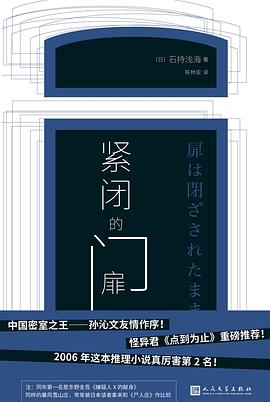 （日）石持浅海 著
陈林俊 译
紧闭的门扉
扉は閉ざされたまま
中国密室之王——孙沁文友情作序！
怪异君《点到为止》重磅推荐！
2006 年这本推理小说真厉害第 2 名！
注：同年第一名是东野圭吾《嫌疑人 X 的献身》
同样的暴风雪山庄，常常被日本读者拿来和《尸人庄》作比较
人民文学出版社